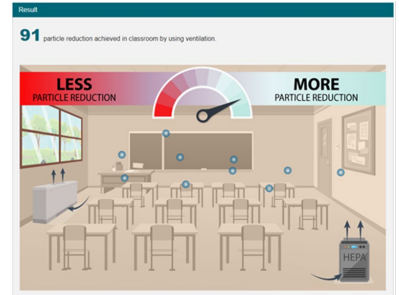 Result
91 particle reduction achieved in classroom by using ventilation.
LESS
PARTICLE REDUCTION
MORE
PARTICLE REDUCTION
HEPA